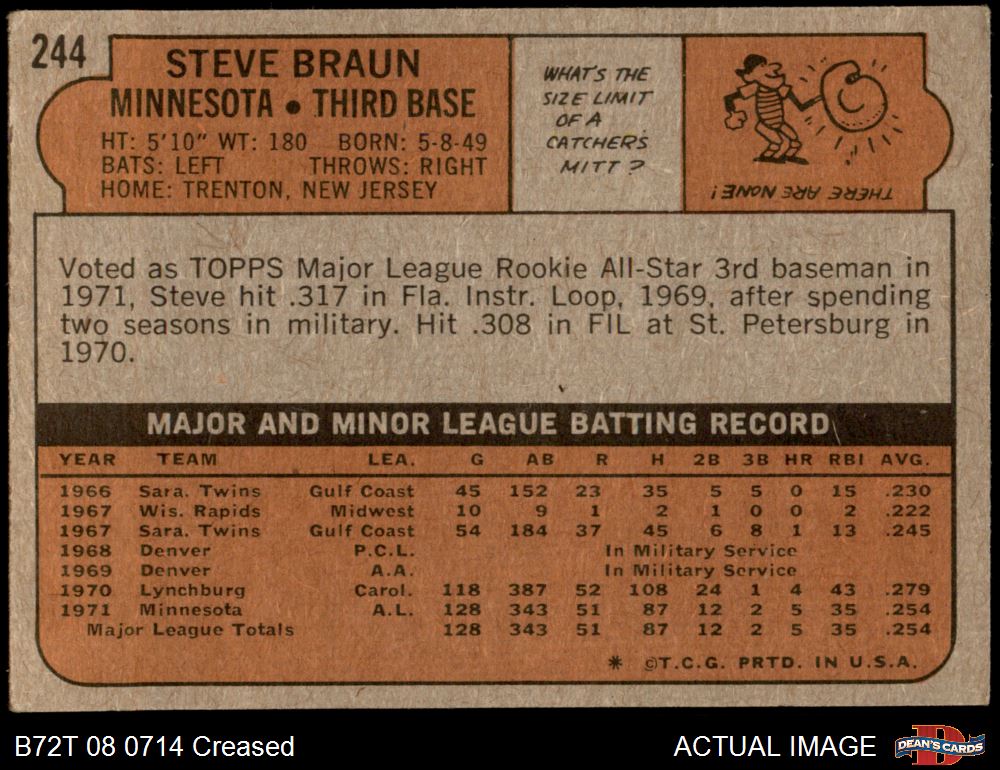 244
STEVE BRAUN
MINNESOTA • THIRD BASE
HT: 5'10" WT: 180 BORN: 5-8-49
BATS: LEFT THROWS: RIGHT
HOME: TRENTON, NEW JERSEY
WHAT'S THE
SIZE LIMIT
OF A
CATCHERS
MITT?
THERE ARE NONE!
Voted as TOPPS Major League Rookie All-Star 3rd baseman in
1971, Steve hit .317 in Fla. Instr. Loop, 1969, after spending
two seasons in military. Hit .308 in FIL at St. Petersburg in
1970.
MAJOR AND MINOR LEAGUE BATTING RECORD
YEAR TEAM LEA. G AB R H 2B 3B HR RBI AVG.
1966 Sara. Twins Gulf Coast 45 152 23 35 5 5 0 15 .230
1967 Wis. Rapids Midwest 10 9 1 2 1 0 0 2 .222
1967 Sara. Twins Gulf Coast 54 184 37 45 6 8 1 13 .245
1968 Denver P.C.L. In Military Service
1969 Denver A.A. In Military Service
1970 Lynchburg Carol. 118 387 52 108 24 1 4 43 .279
1971 Minnesota A.L. 128 343 51 87 12 2 5 35 .254
Major League Totals 128 343 51 87 12 2 5 35 .254
* ©T.C.G. PRTD. IN U.S.A.
B72T 08 0714 Creased
ACTUAL IMAGE
DEAN'S CARDS